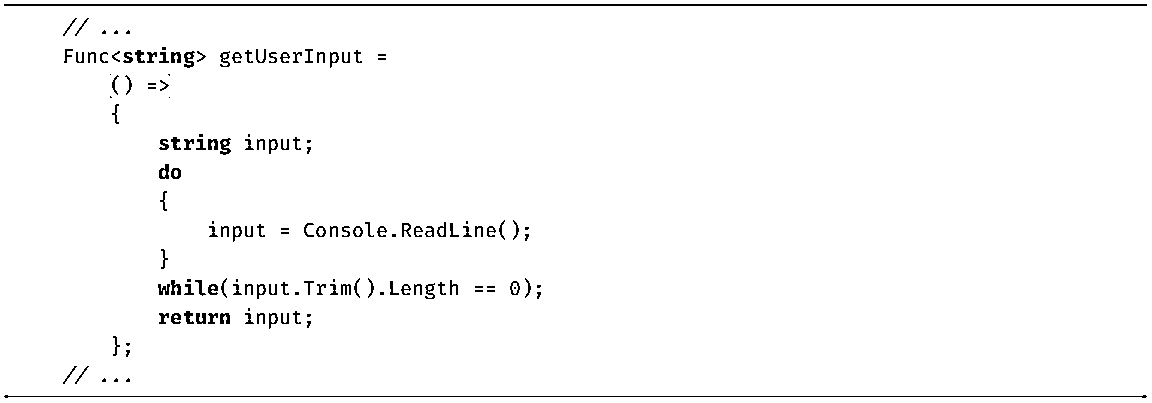 // ...
Func<string> getUserInput =
    () =>
    {
        string input;
        do
        {
            input = Console.ReadLine();
        }
        while(input.Trim().Length == 0);
        return input;
    };
// ...